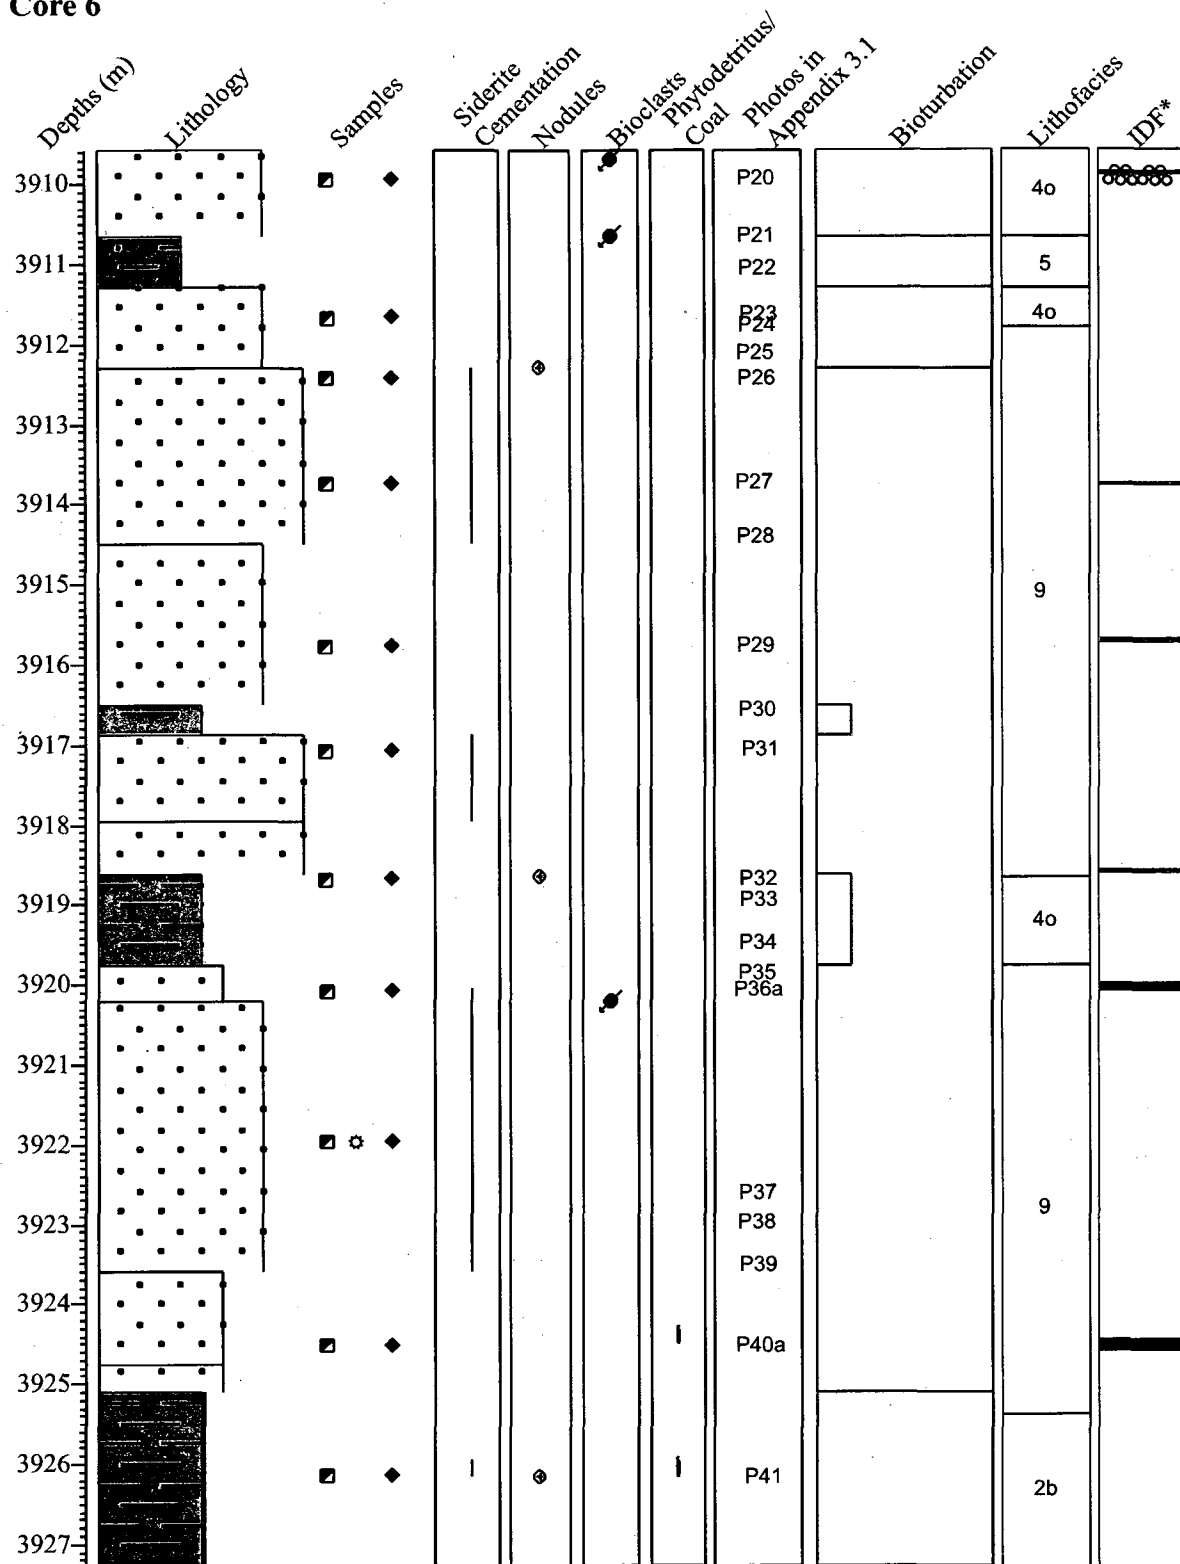 Core 6
Depths (m)
Lithology
Samples
Siderite
Cementation
Nodules
Bioclasts
Phytodetritus/
Coal
Photos in
Appendix 3.1
Bioturbation
Lithofacies
IDF*
3910
3911
3912
3913
3914
3915
3916
3917
3918
3919
3920
3921
3922
3923
3924
3925
3926
3927
P20
P21
P22
P23
P24
P25
P26
P27
P28
P29
P30
P31
P32
P33
P34
P35
P36a
P37
P38
P39
P40a
P41
4o
5
4o
9
4o
9
2b